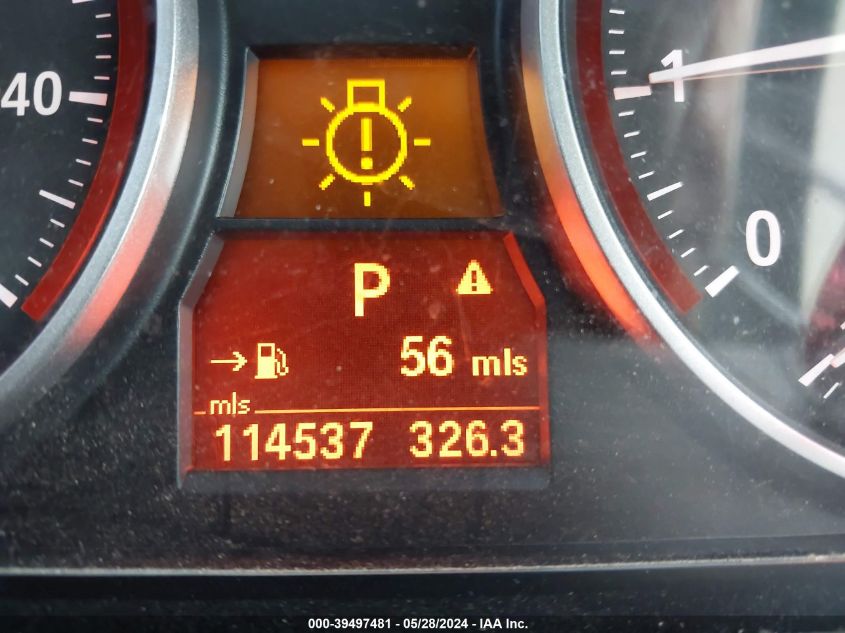 40
1
0
P
56 mls
mls
114537 326.3
000-39497481 - 05/28/2024 - IAA Inc.